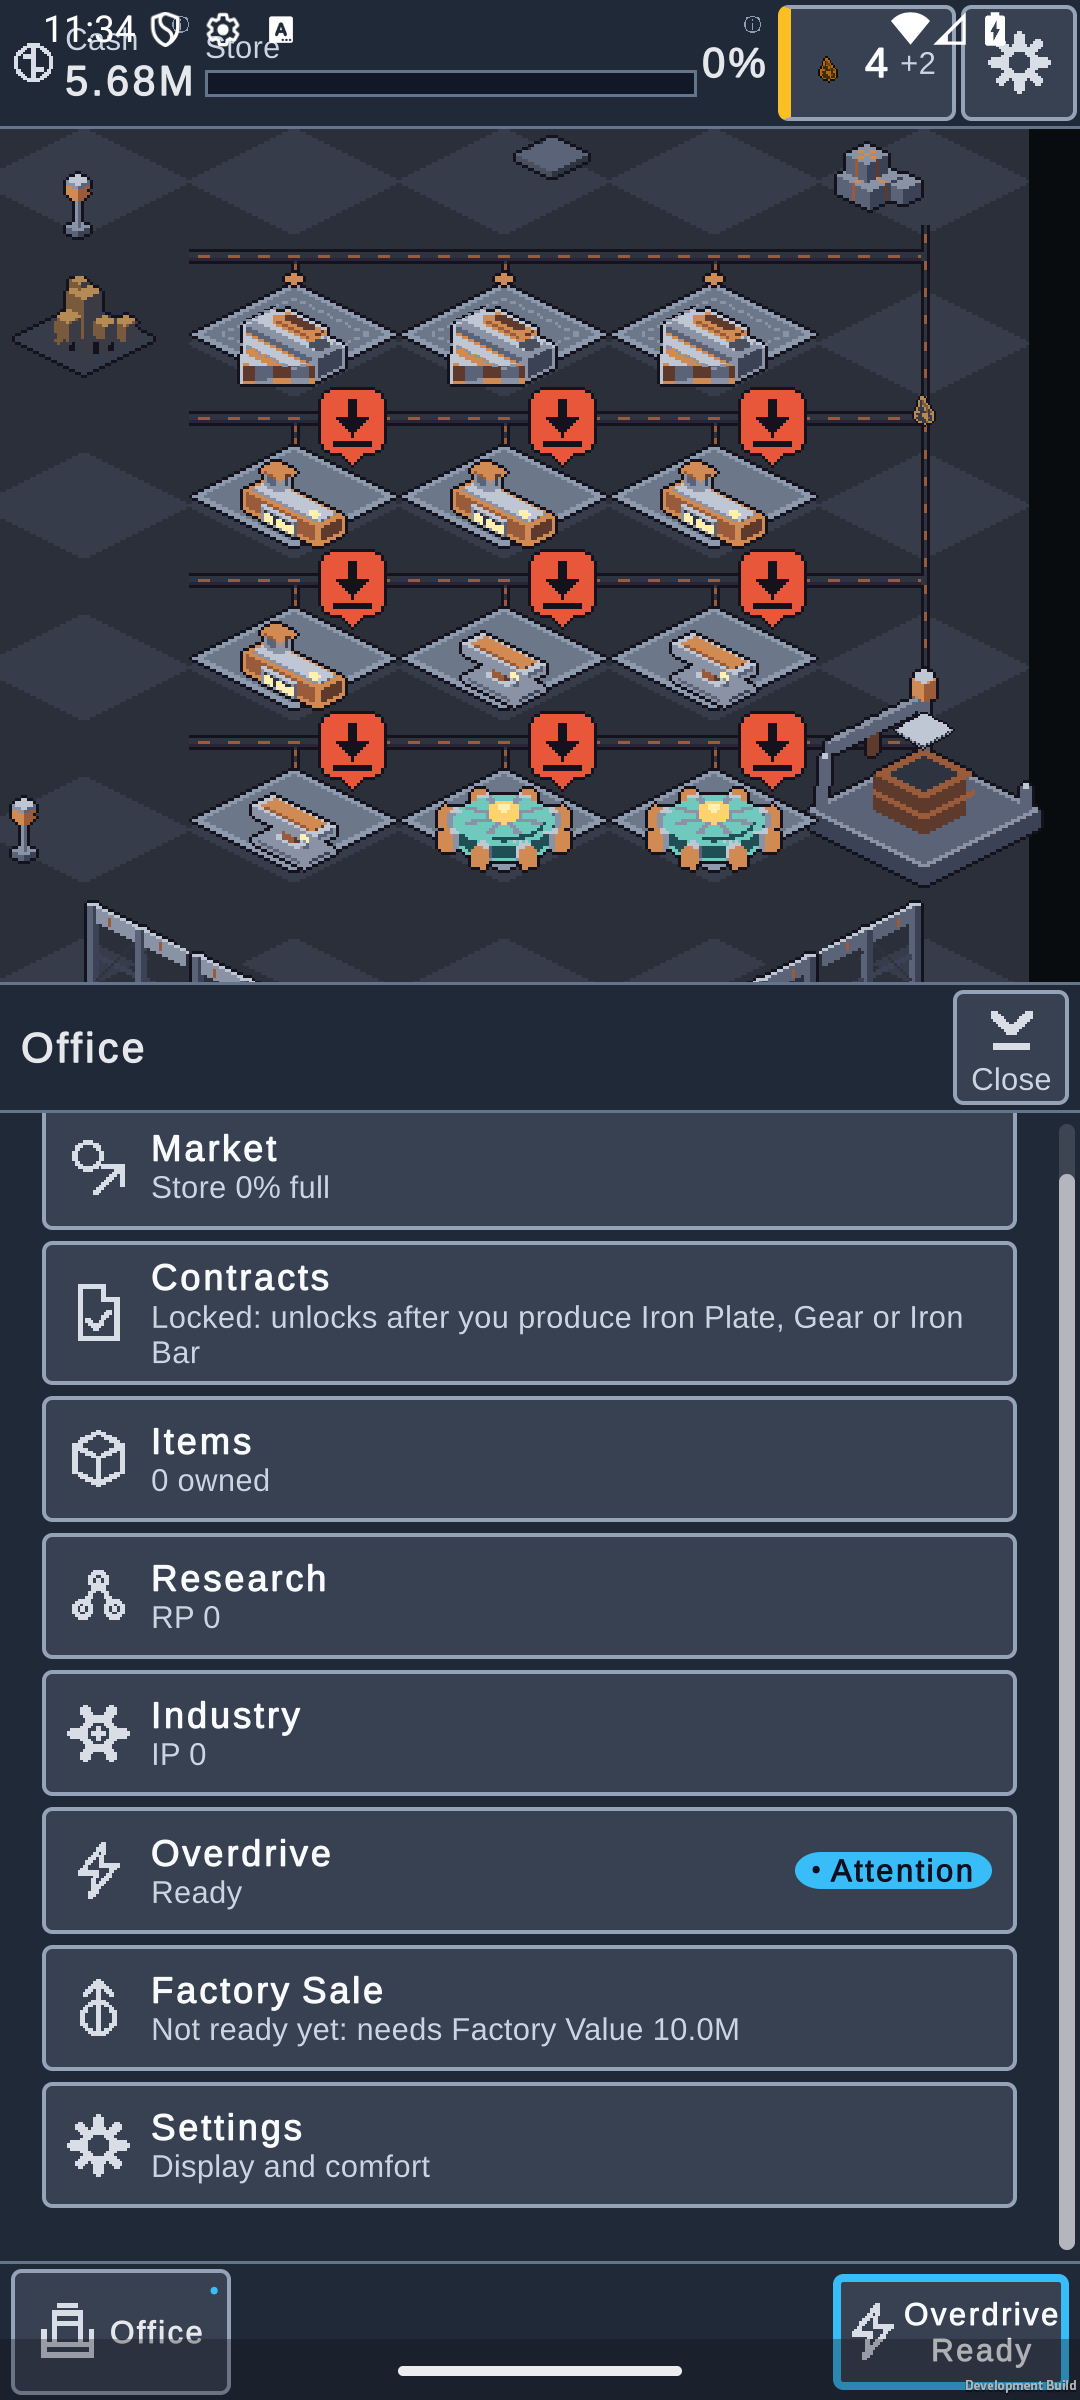 11:34
Cash
Store
5.68M
0%
4 +2
Office
Close
Market
Store 0% full
Contracts
Locked: unlocks after you produce Iron Plate, Gear or Iron
Bar
Items
0 owned
Research
RP 0
Industry
IP 0
Overdrive
Ready
• Attention
Factory Sale
Not ready yet: needs Factory Value 10.0M
Settings
Display and comfort
Office
Overdrive
Ready
Development Build